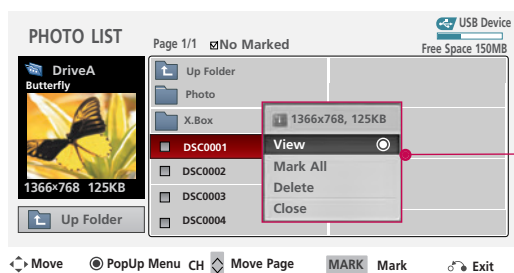 PHOTO LIST
Page 1/1 No Marked
USB Device
Free Space 150MB
DriveA
Butterfly
1366×768 125KB
Up Folder
Up Folder
Photo
X.Box
DSC0001
DSC0002
DSC0003
DSC0004
1366x768, 125KB
View
Mark All
Delete
Close
Move PopUp Menu CH Move Page MARK Mark Exit